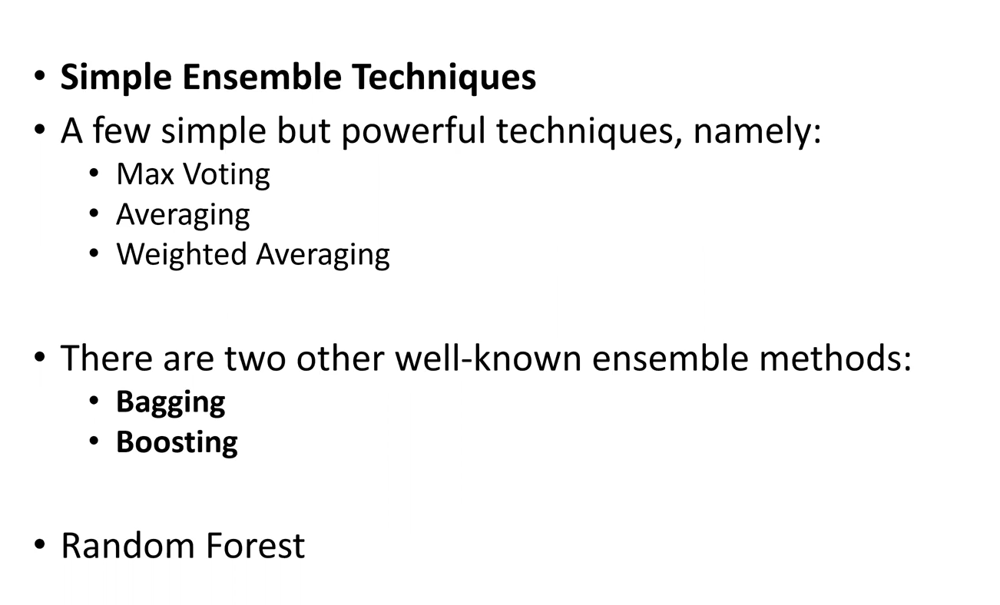 • Simple Ensemble Techniques
• A few simple but powerful techniques, namely:
• Max Voting
• Averaging
• Weighted Averaging
• There are two other well-known ensemble methods:
• Bagging
• Boosting
• Random Forest